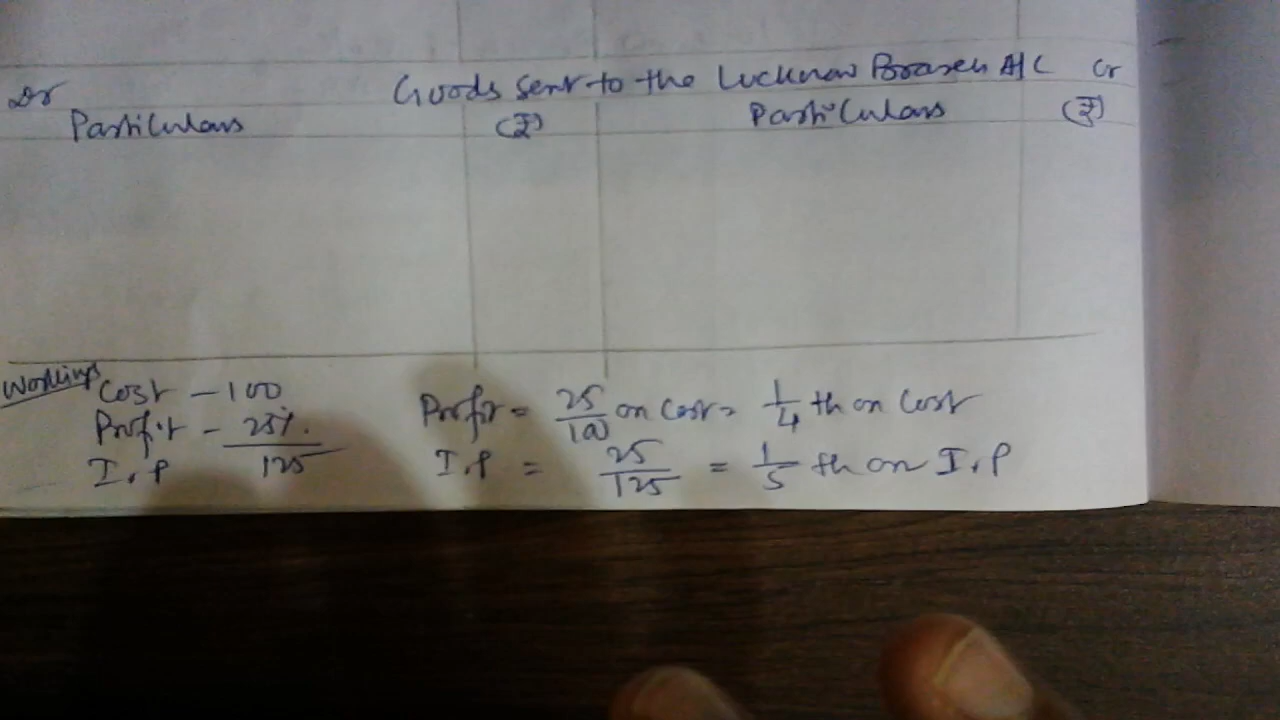 Dr Goods Sent to the Lucknow Branch A/C Cr
Particulars (₹) Particulars (₹)
Workings
Cost - 100 Profit = 25/100 on Cost = 1/4 th on Cost
Profit - 25%.
125
I.P I.P = 25/125 = 1/5 th on I.P